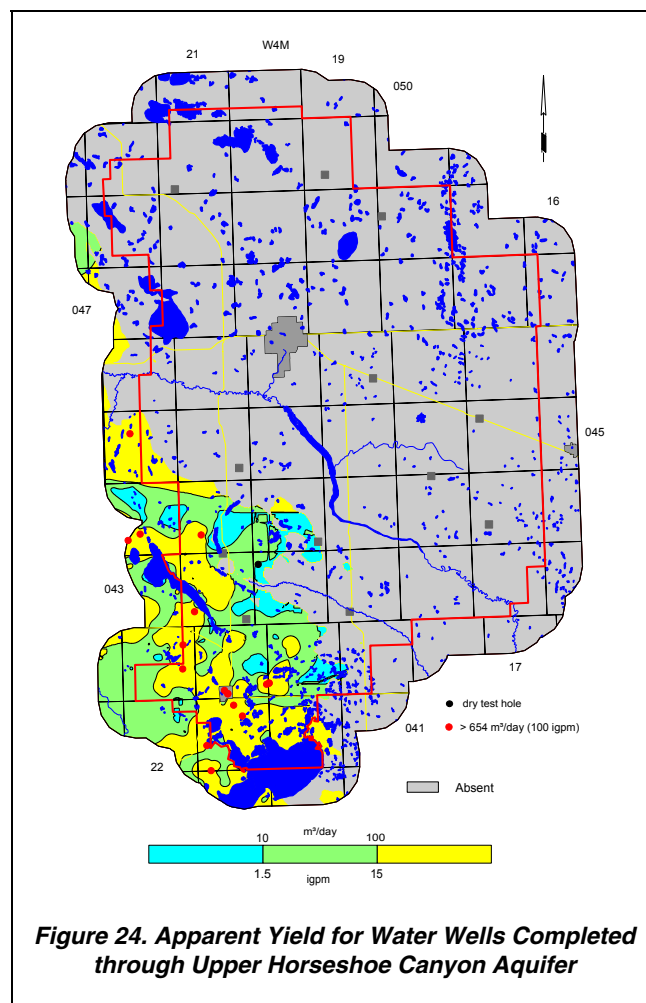 W4M
21
19
050
16
047
045
043
17
041
22
dry test hole
> 654 m³/day (100 igpm)
Absent
m³/day
10
100
1.5
15
igpm
Figure 24. Apparent Yield for Water Wells Completed
through Upper Horseshoe Canyon Aquifer